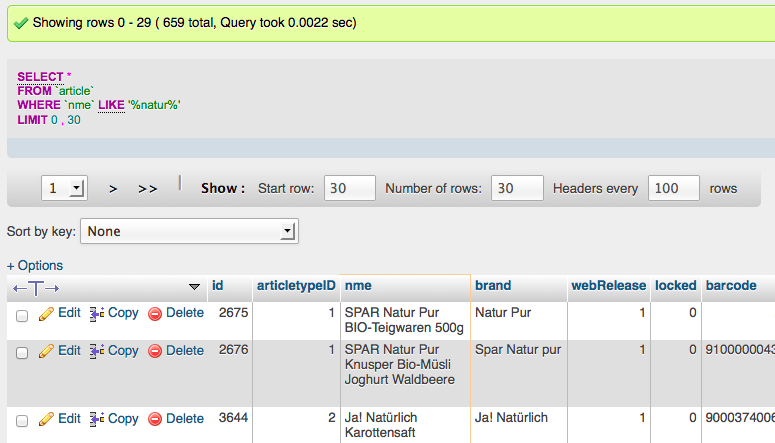 Showing rows 0 - 29 ( 659 total, Query took 0.0022 sec)
SELECT *
FROM `article`
WHERE `nme` LIKE '%natur%'
LIMIT 0 , 30
1 > >> Show : Start row: 30 Number of rows: 30 Headers every 100 rows
Sort by key: None
+ Options
←T→ id articletypeID nme brand webRelease locked barcode
Edit Copy Delete 2675 1 SPAR Natur Pur Natur Pur 1 0
BIO-Teigwaren 500g
Edit Copy Delete 2676 1 SPAR Natur Pur Spar Natur pur 1 0 9100000043
Knusper Bio-Müsli
Joghurt Waldbeere
Edit Copy Delete 3644 2 Ja! Natürlich Ja! Natürlich 1 0 9000374006
Karottensaft